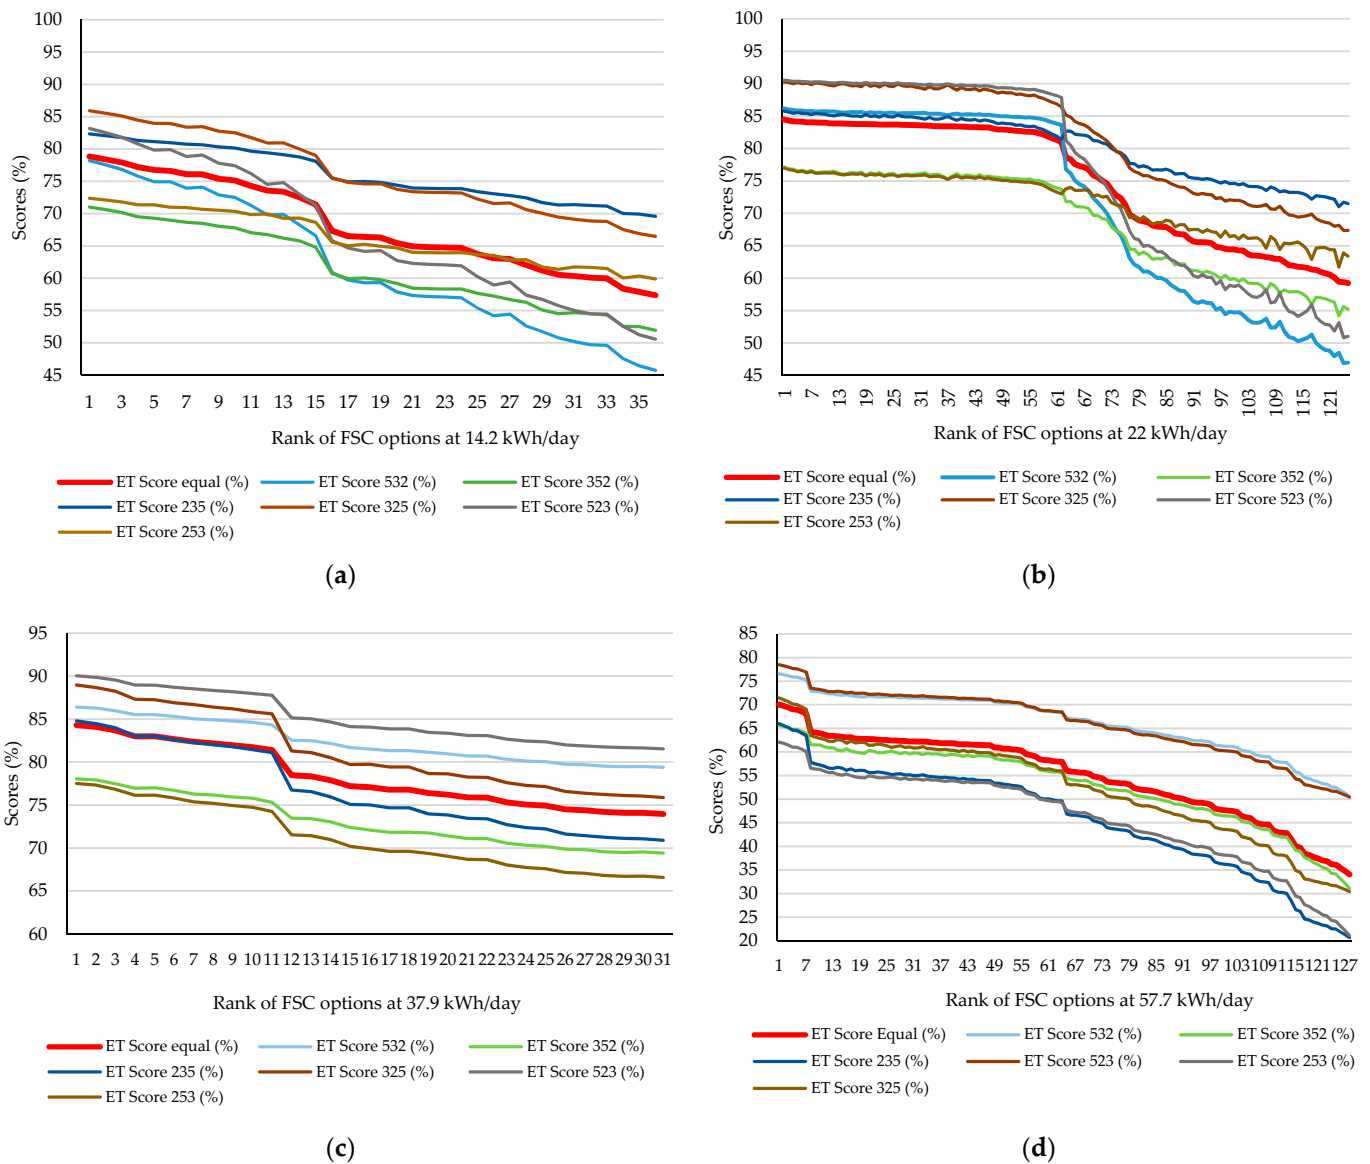 100
95
90
85
80
75
70
65
60
55
50
45
Scores (%)
1 3 5 7 9 11 13 15 17 19 21 23 25 27 29 31 33 35
Rank of FSC options at 14.2 kWh/day
ET Score equal (%) ET Score 532 (%) ET Score 352 (%)
ET Score 235 (%) ET Score 325 (%) ET Score 523 (%)
ET Score 253 (%)
(a)
100
95
90
85
80
75
70
65
60
55
50
45
Scores (%)
1 7 13 19 25 31 37 43 49 55 61 67 73 79 85 91 97 103 109 115 121
Rank of FSC options at 22 kWh/day
ET Score equal (%) ET Score 532 (%) ET Score 352 (%)
ET Score 235 (%) ET Score 325 (%) ET Score 523 (%)
ET Score 253 (%)
(b)
95
90
85
80
75
70
65
60
Scores (%)
1 2 3 4 5 6 7 8 9 10 11 12 13 14 15 16 17 18 19 20 21 22 23 24 25 26 27 28 29 30 31
Rank of FSC options at 37.9 kWh/day
ET Score equal (%) ET Score 532 (%) ET Score 352 (%)
ET Score 235 (%) ET Score 325 (%) ET Score 523 (%)
ET Score 253 (%)
(c)
85
80
75
70
65
60
55
50
45
40
35
30
25
20
Scores (%)
1 7 13 19 25 31 37 43 49 55 61 67 73 79 85 91 97 103 109 115 121 127
Rank of FSC options at 57.7 kWh/day
ET Score Equal (%) ET Score 532 (%) ET Score 352 (%)
ET Score 235 (%) ET Score 523 (%) ET Score 253 (%)
ET Score 325 (%)
(d)